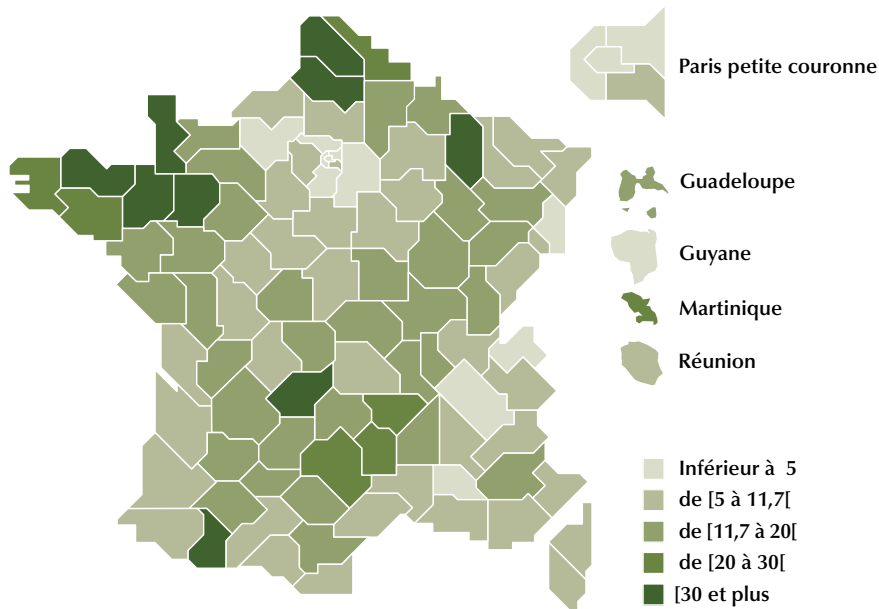 Paris petite couronne
Guadeloupe
Guyane
Martinique
Réunion
Inférieur à 5
de [5 à 11,7[
de [11,7 à 20[
de [20 à 30[
[30 et plus